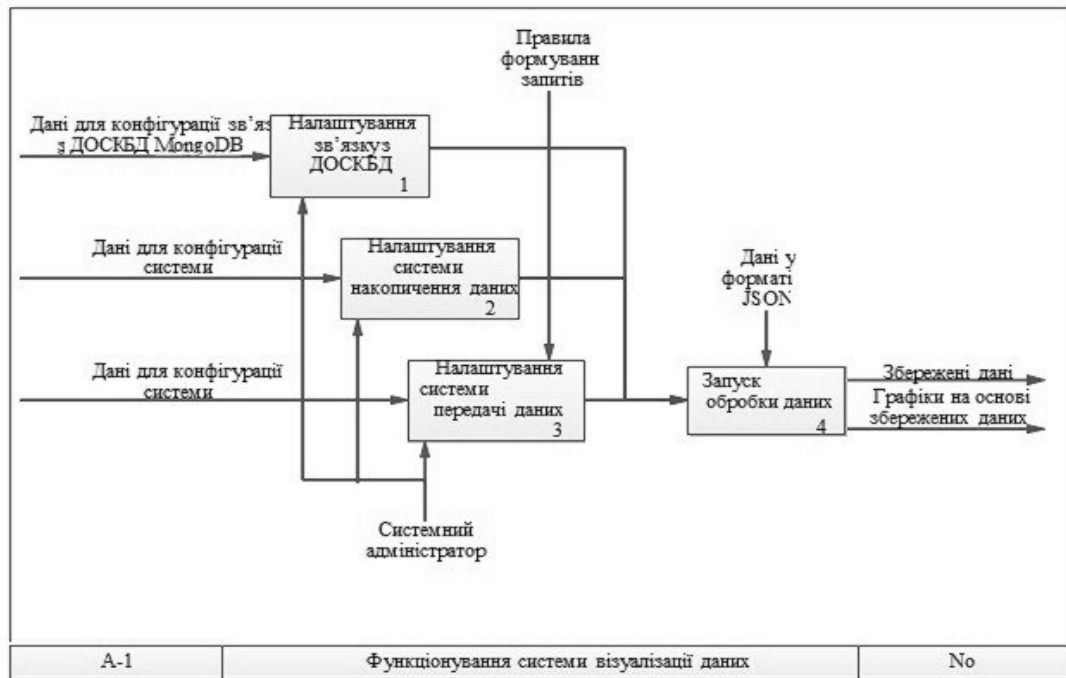 Правила
формуванн
запитів
Дані для конфігурації зв’яз
з ДОСКБД MongoDB
Налаштування
зв’язку з
ДОСКБД
1
Дані для конфігурації
системи
Налаштування
системи
накопичення даних
2
Дані у
форматі
JSON
Дані для конфігурації
системи
Налаштування
системи
передачі даних
3
Запуск
обробки даних
4
Збережені дані
Графіки на основі
збережених даних
Системний
адміністратор
А-1
Функціонування системи візуалізації даних
No